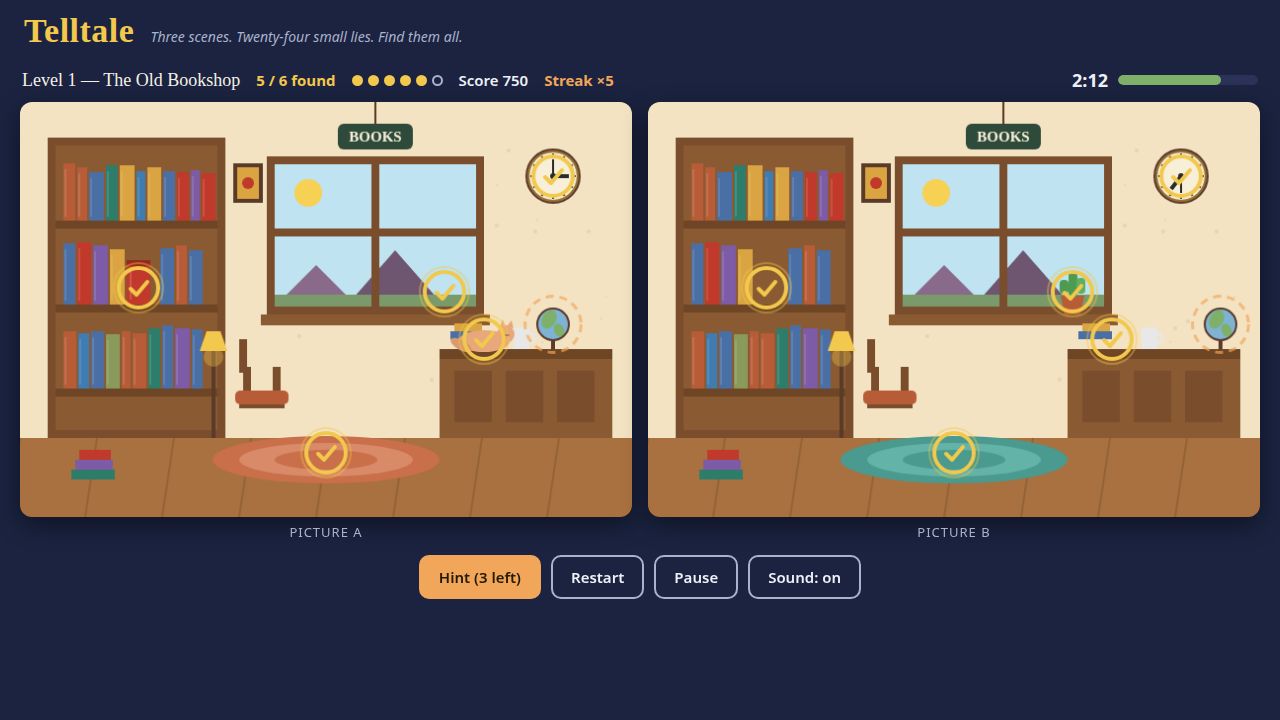 Telltale
Three scenes. Twenty-four small lies. Find them all.
Level 1 — The Old Bookshop
5 / 6 found
Score 750
Streak ×5
2:12
BOOKS
BOOKS
PICTURE A
PICTURE B
Hint (3 left)
Restart
Pause
Sound: on